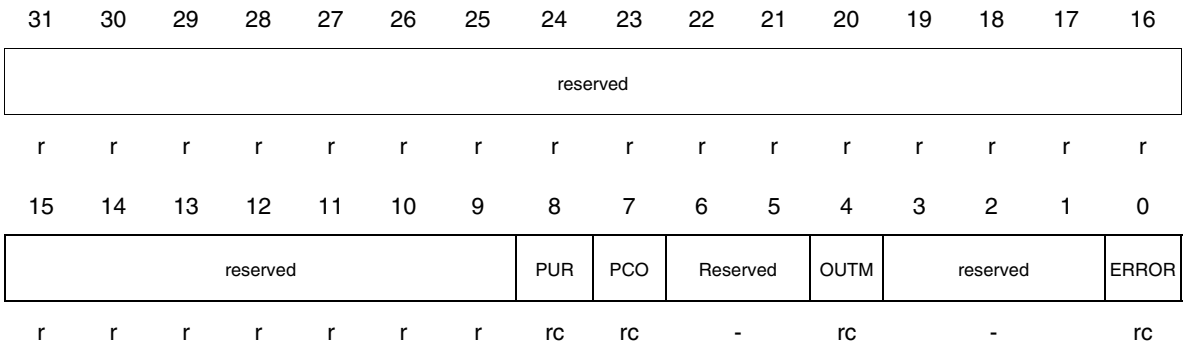 31 30 29 28 27 26 25 24 23 22 21 20 19 18 17 16
reserved
r r r r r r r r r r r r r r r r
15 14 13 12 11 10 9 8 7 6 5 4 3 2 1 0
reserved PUR PCO Reserved OUTM reserved ERROR
r r r r r r r rc rc - rc - rc